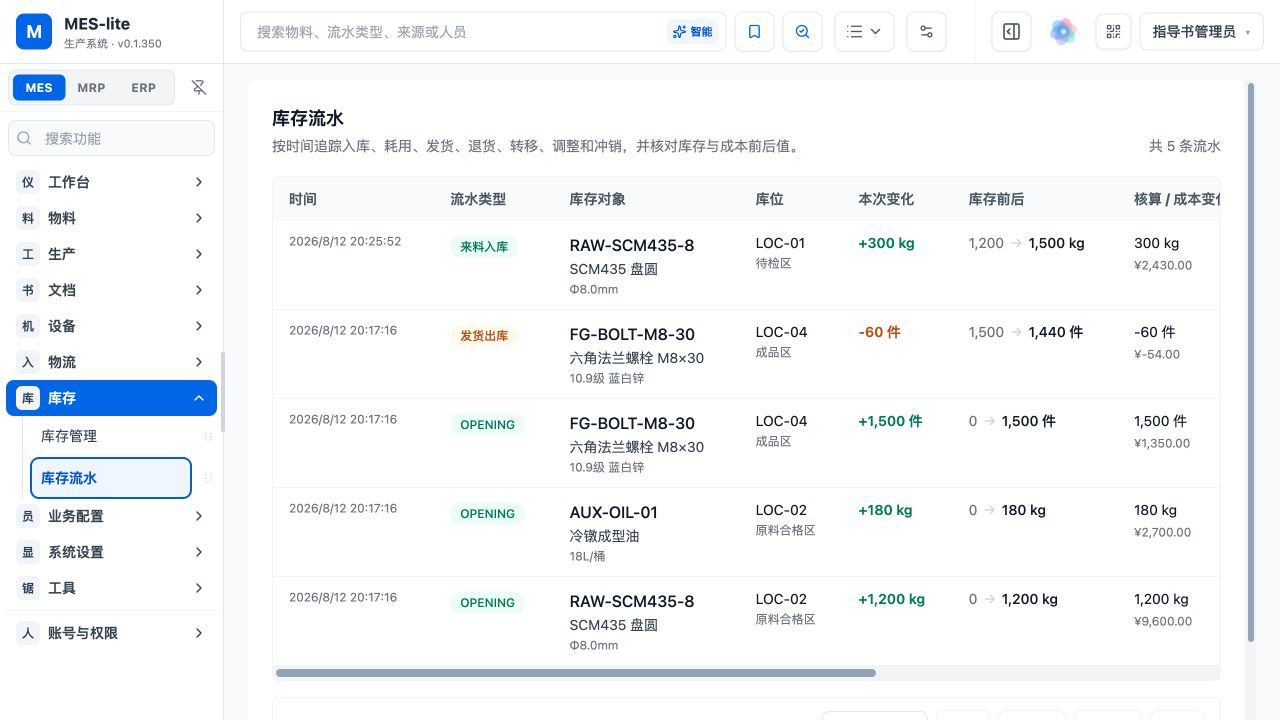 M
MES-lite
生产系统 · v0.1.350
搜索物料、流水类型、来源或人员
智能
指导书管理员
MES MRP ERP
搜索功能
仪 工作台
料 物料
工 生产
书 文档
机 设备
入 物流
库 库存
库存管理
库存流水
员 业务配置
显 系统设置
锯 工具
人 账号与权限
库存流水
按时间追踪入库、耗用、发货、退货、转移、调整和冲销，并核对库存与成本前后值。
共 5 条流水
时间 流水类型 库存对象 库位 本次变化 库存前后 核算 / 成本变化
2026/8/12 20:25:52 来料入库 RAW-SCM435-8 LOC-01 +300 kg 1,200 → 1,500 kg 300 kg
SCM435 盘圆 待检区 ¥2,430.00
Φ8.0mm
2026/8/12 20:17:16 发货出库 FG-BOLT-M8-30 LOC-04 -60 件 1,500 → 1,440 件 -60 件
六角法兰螺栓 M8×30 成品区 ¥-54.00
10.9级 蓝白锌
2026/8/12 20:17:16 OPENING FG-BOLT-M8-30 LOC-04 +1,500 件 0 → 1,500 件 1,500 件
六角法兰螺栓 M8×30 成品区 ¥1,350.00
10.9级 蓝白锌
2026/8/12 20:17:16 OPENING AUX-OIL-01 LOC-02 +180 kg 0 → 180 kg 180 kg
冷镦成型油 原料合格区 ¥2,700.00
18L/桶
2026/8/12 20:17:16 OPENING RAW-SCM435-8 LOC-02 +1,200 kg 0 → 1,200 kg 1,200 kg
SCM435 盘圆 原料合格区 ¥9,600.00
Φ8.0mm